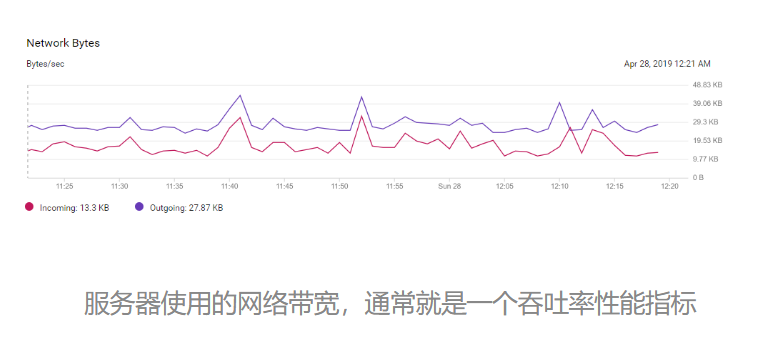 Network Bytes
Bytes/sec
Apr 28, 2019 12:21 AM
48.83 KB
39.06 KB
29.3 KB
19.53 KB
9.77 KB
0 B
11:25 11:30 11:35 11:40 11:45 11:50 11:55 Sun 28 12:05 12:10 12:15 12:20
Incoming: 13.3 KB Outgoing: 27.87 KB
服务器使用的网络带宽，通常就是一个吞吐率性能指标